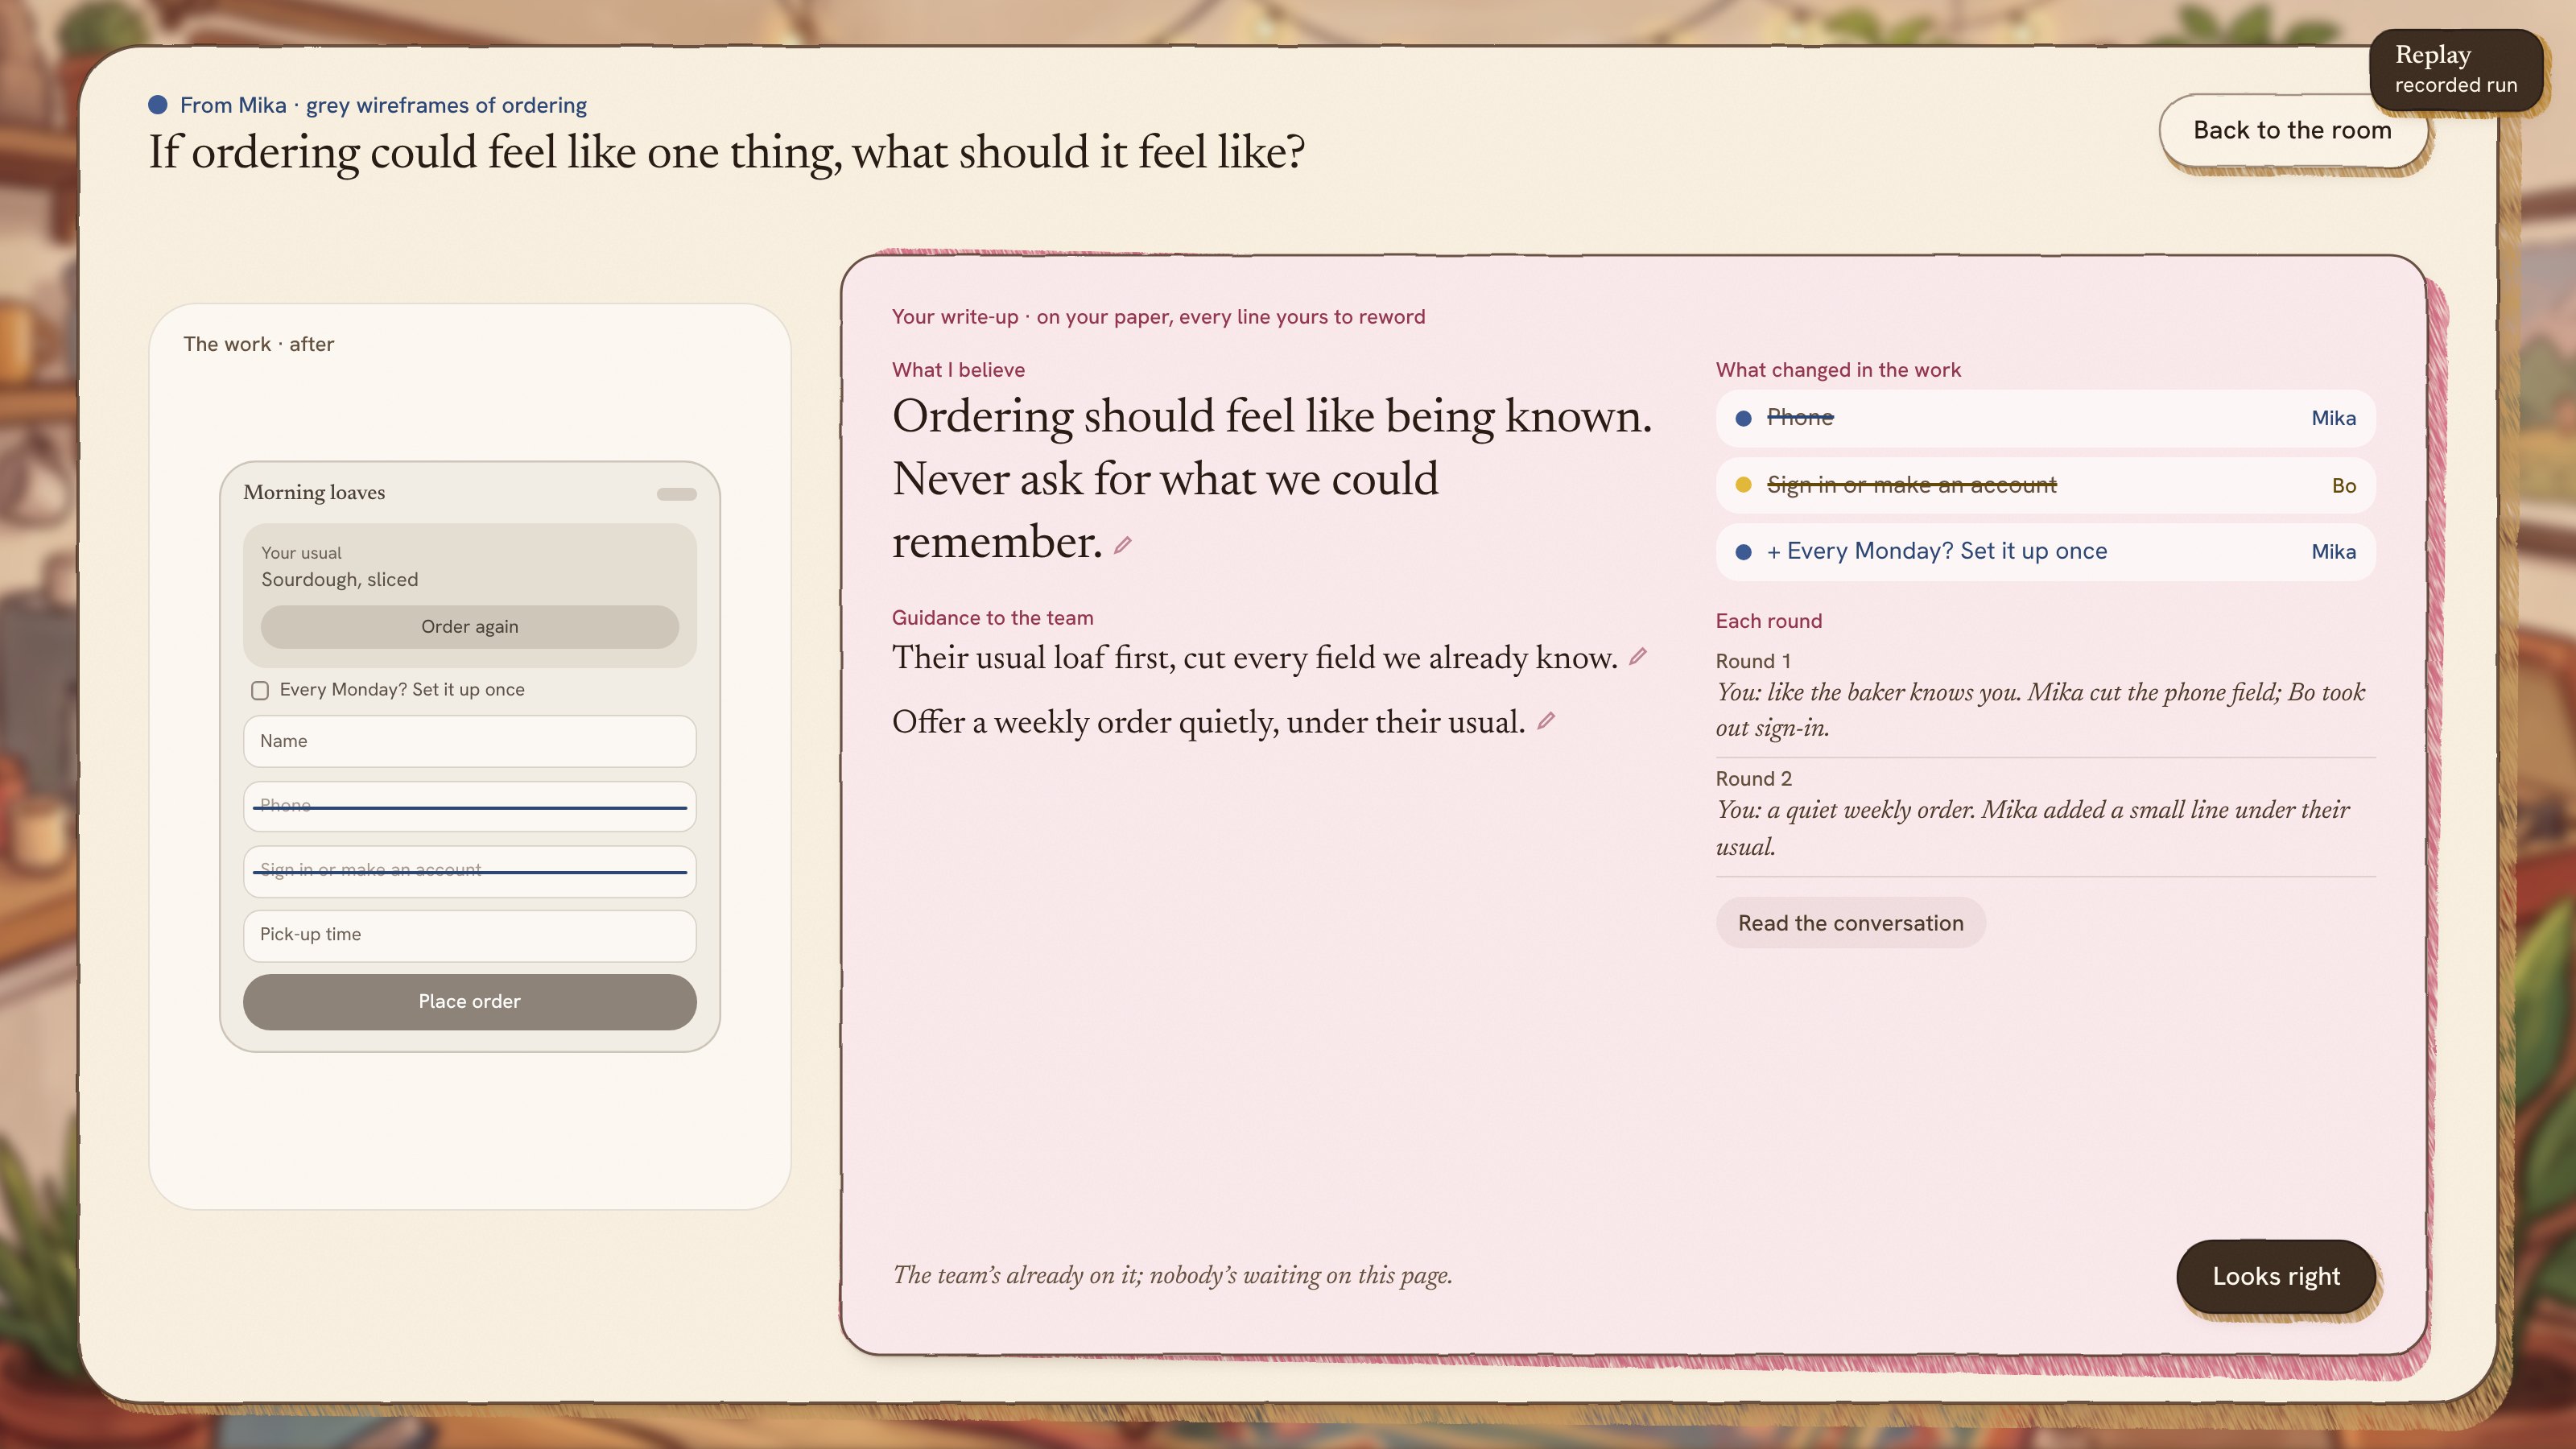 Replay
recorded run
From Mika · grey wireframes of ordering
If ordering could feel like one thing, what should it feel like?
Back to the room
The work · after
Morning loaves
Your usual
Sourdough, sliced
Order again
Every Monday? Set it up once
Name
Phone
Sign in or make an account
Pick-up time
Place order
Your write-up · on your paper, every line yours to reword
What I believe
Ordering should feel like being known.
Never ask for what we could
remember.
Guidance to the team
Their usual loaf first, cut every field we already know.
Offer a weekly order quietly, under their usual.
What changed in the work
Phone Mika
Sign in or make an account Bo
+ Every Monday? Set it up once Mika
Each round
Round 1
You: like the baker knows you. Mika cut the phone field; Bo took
out sign-in.
Round 2
You: a quiet weekly order. Mika added a small line under their
usual.
Read the conversation
The team’s already on it; nobody’s waiting on this page.
Looks right